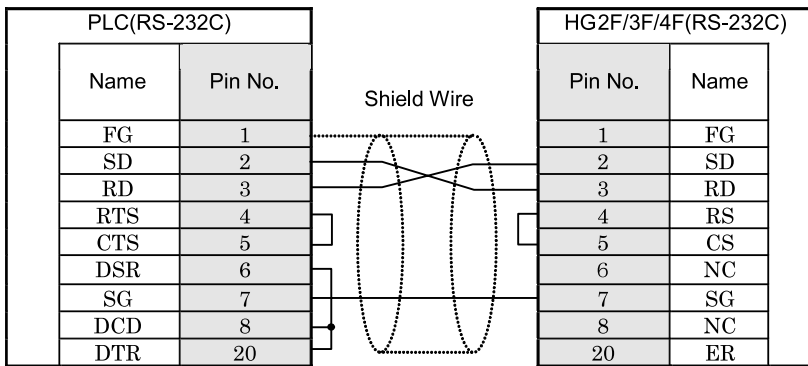 PLC(RS-232C) HG2F/3F/4F(RS-232C)
Name Pin No. Pin No. Name
Shield Wire
FG 1 1 FG
SD 2 2 SD
RD 3 3 RD
RTS 4 4 RS
CTS 5 5 CS
DSR 6 6 NC
SG 7 7 SG
DCD 8 8 NC
DTR 20 20 ER